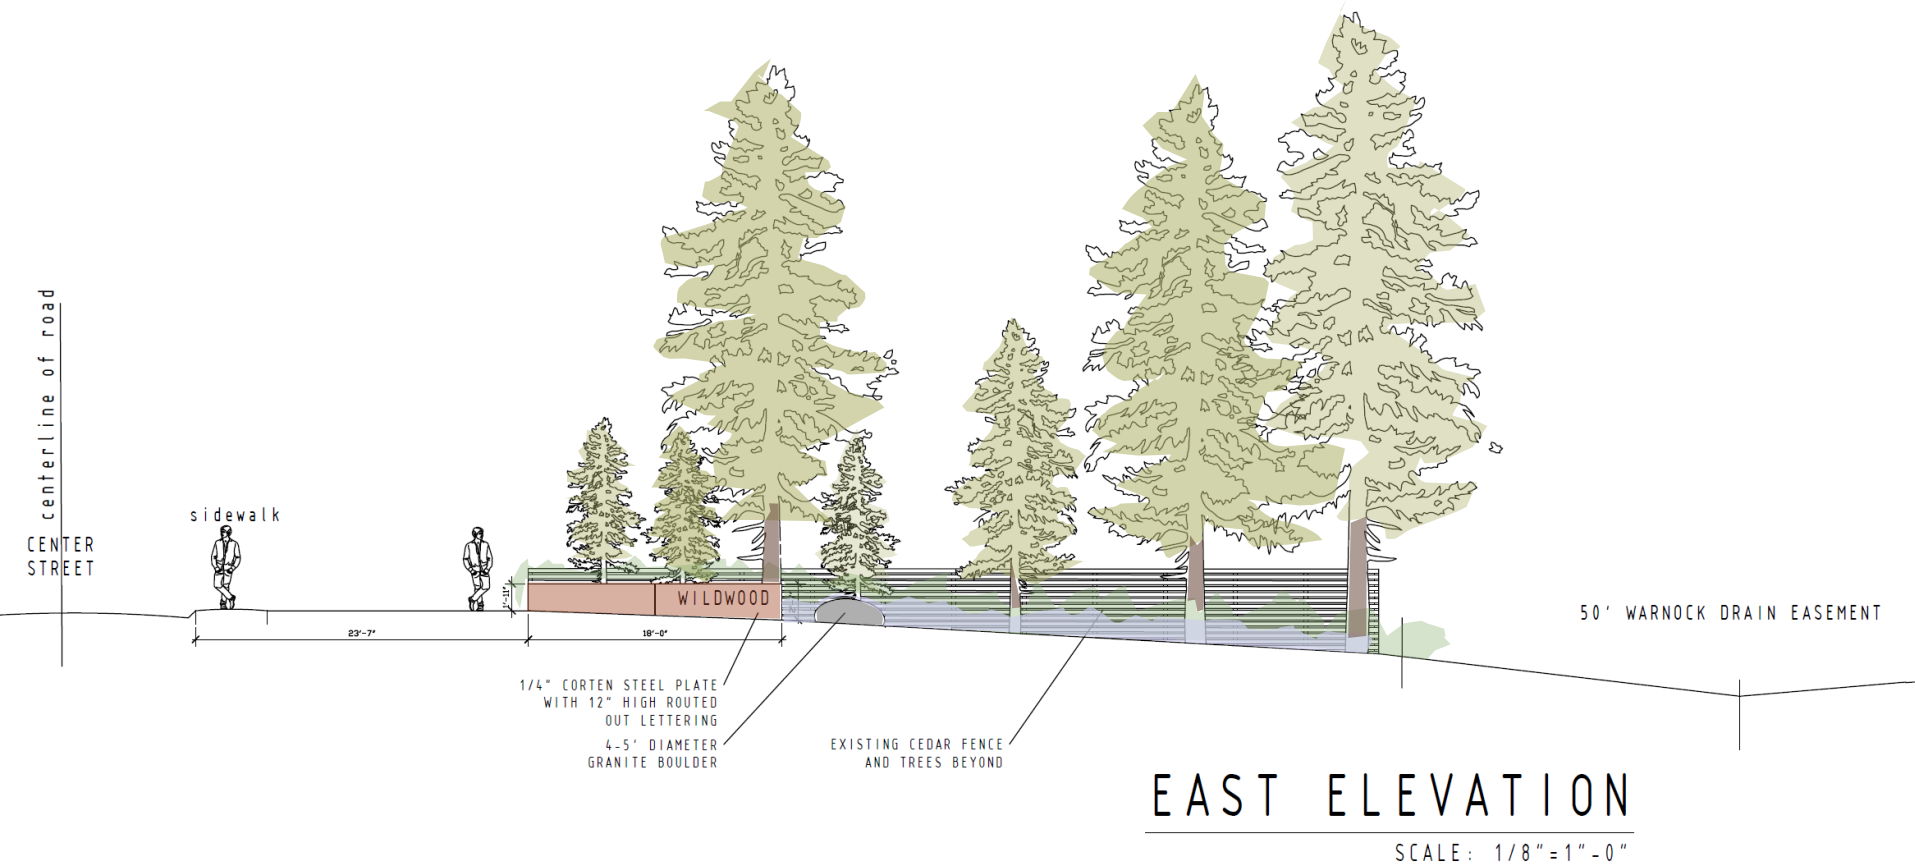 centerline of road
CENTER
STREET
sidewalk
WILDWOOD
1'-11"
23'-7"
18'-0"
1/4" CORTEN STEEL PLATE
WITH 12" HIGH ROUTED
OUT LETTERING
4-5' DIAMETER
GRANITE BOULDER
EXISTING CEDAR FENCE
AND TREES BEYOND
50' WARNOCK DRAIN EASEMENT
EAST ELEVATION
SCALE: 1/8"=1"-0"